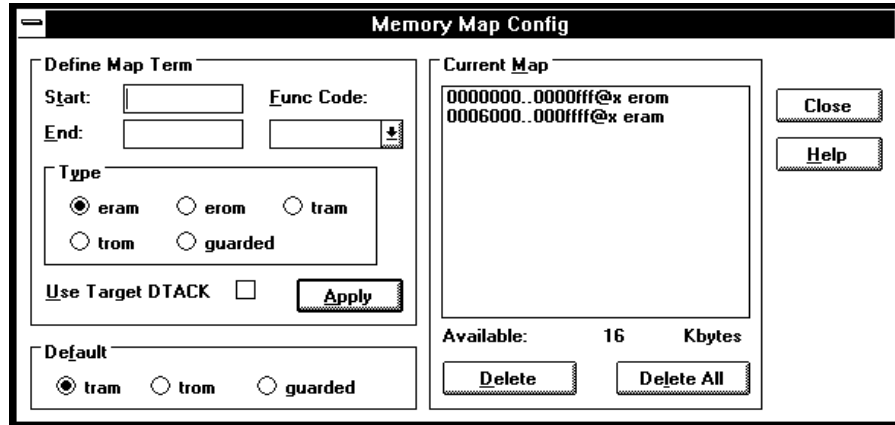 Memory Map Config
Define Map Term
Start:
Func Code:
End:
Type
eram
erom
tram
trom
guarded
Use Target DTACK
Apply
Default
tram
trom
guarded
Current Map
0000000..0000fff@x erom
0006000..000ffff@x eram
Available: 16 Kbytes
Delete
Delete All
Close
Help